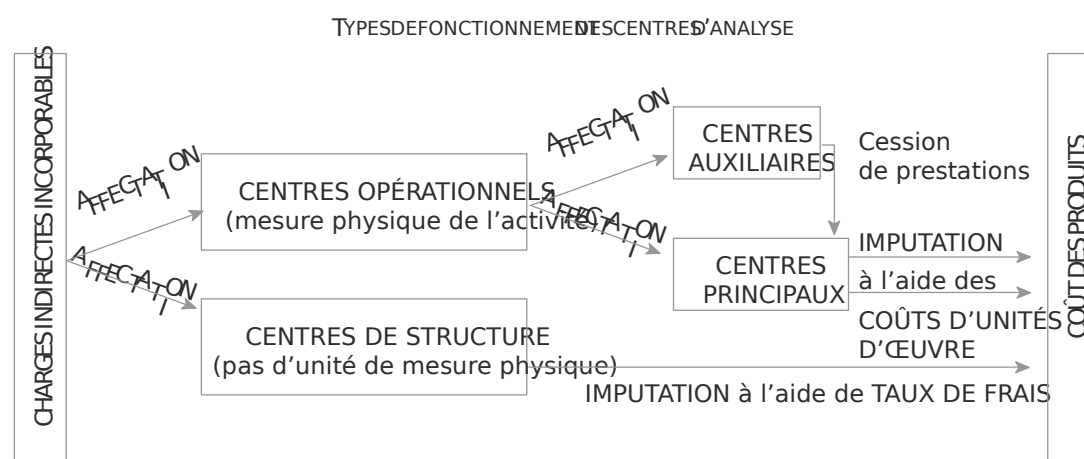 TYPES DE FONCTIONNEMENT DES CENTRES D’ANALYSE
CHARGES INDIRECTES INCORPORABLES
AFFECTATION
AFFECTATION
CENTRES OPÉRATIONNELS
(mesure physique de l’activité)
CENTRES DE STRUCTURE
(pas d’unité de mesure physique)
AFFECTATION
AFFECTATION
CENTRES
AUXILIAIRES
CENTRES
PRINCIPAUX
Cession
de prestations
IMPUTATION
à l’aide des
COÛTS D’UNITÉS
D’ŒUVRE
IMPUTATION à l’aide de TAUX DE FRAIS
COÛT DES PRODUITS